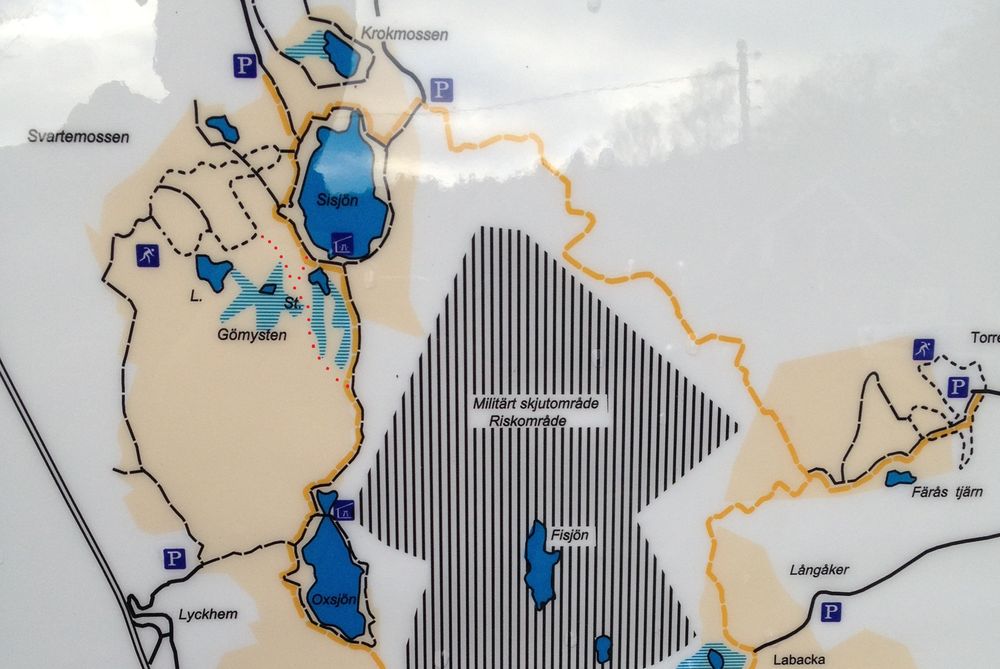 Krokmossen
P
P
Svartemossen
Sisjön
L.
St.
Gömysten
Torre
P
Militärt skjutområde
Riskområde
Färås tjärn
Fisjön
P
Långåker
Oxsjön
P
Lyckhem
Labacka